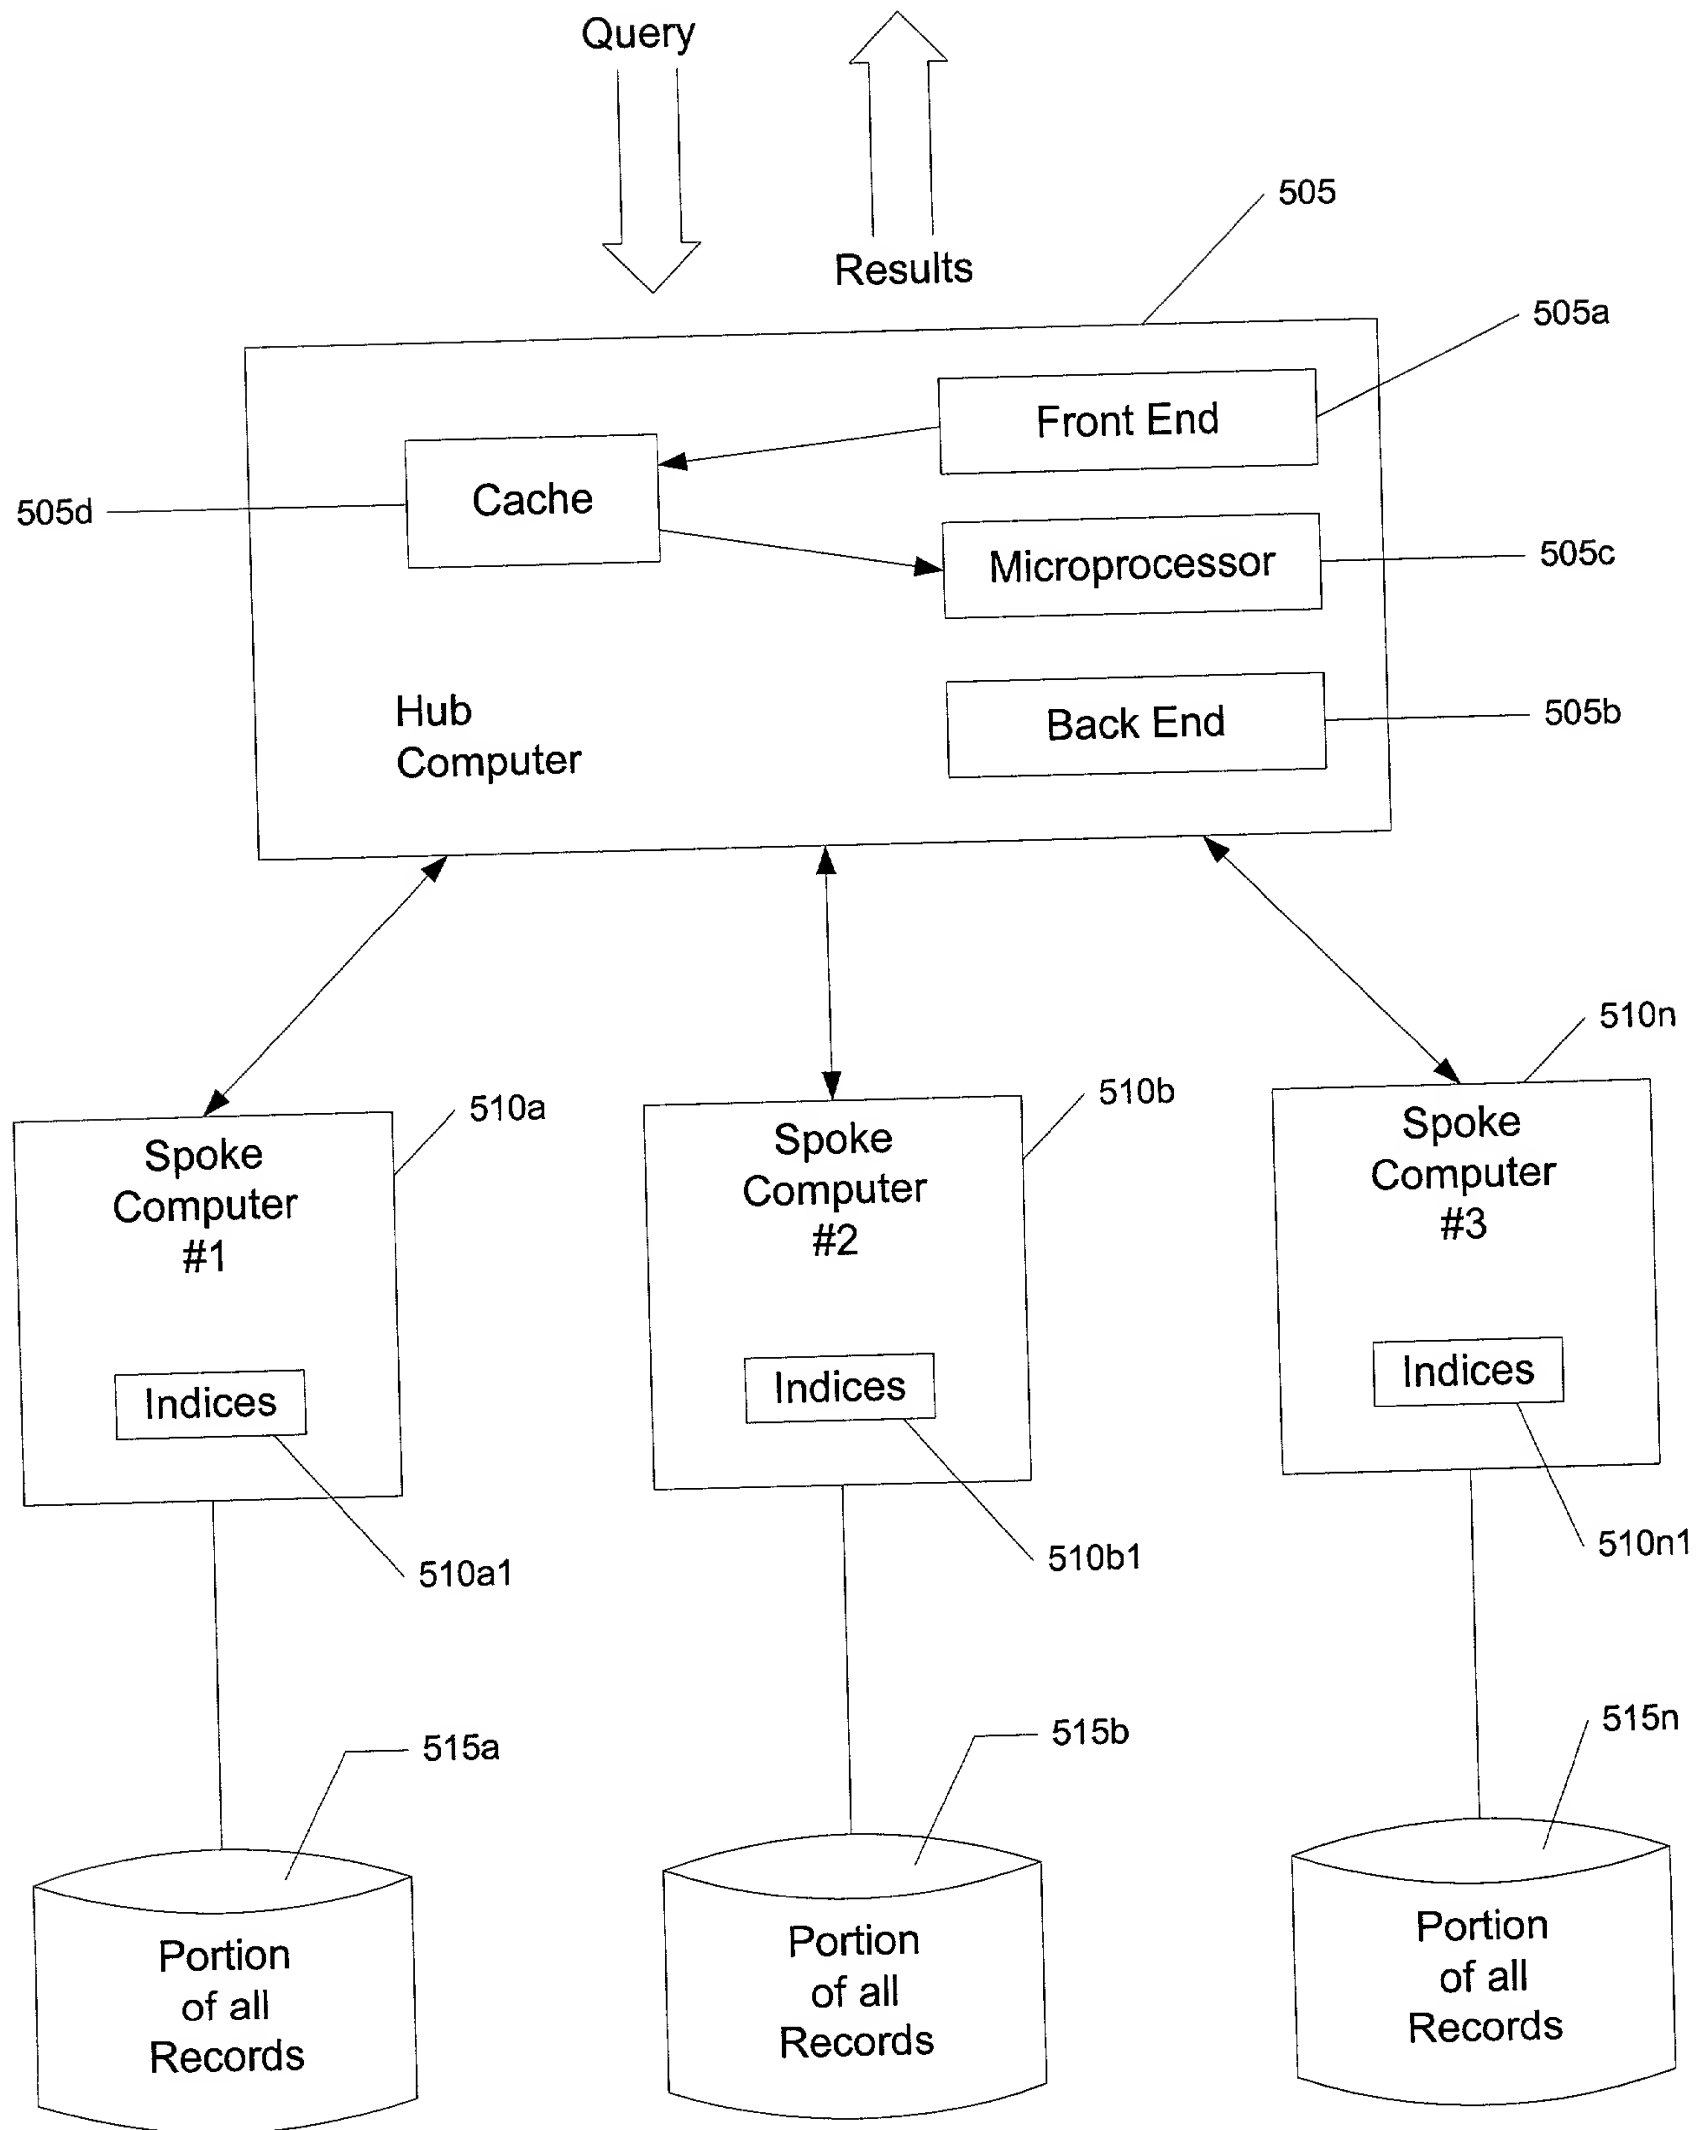 Query
Results
505
505a
Front End
Cache
505d
Microprocessor
505c
Hub
Computer
Back End
505b
510n
510a
510b
Spoke
Computer
#1
Spoke
Computer
#2
Spoke
Computer
#3
Indices
Indices
Indices
510a1
510b1
510n1
515a
515b
515n
Portion
of all
Records
Portion
of all
Records
Portion
of all
Records